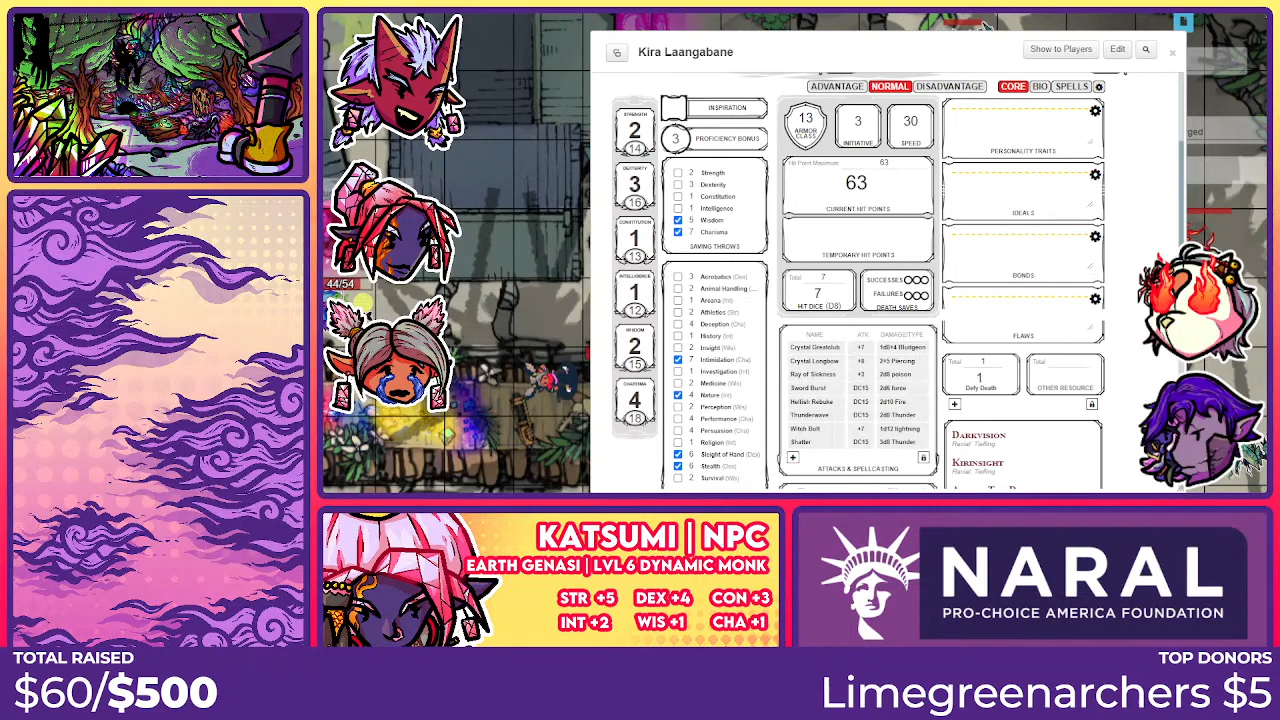 Kira Laangabane
Show to Players
Edit
ADVANTAGE NORMAL DISADVANTAGE
CORE BIO SPELLS
STRENGTH
2
14
DEXTERITY
3
16
CONSTITUTION
1
13
INTELLIGENCE
1
12
WISDOM
2
15
CHARISMA
4
18
INSPIRATION
3 PROFICIENCY BONUS
2 Strength
3 Dexterity
1 Constitution
1 Intelligence
5 Wisdom
7 Charisma
SAVING THROWS
3 Acrobatics (Dex)
2 Animal Handling (...
1 Arcana (Int)
2 Athletics (Str)
4 Deception (Cha)
1 History (Int)
2 Insight (Wis)
7 Intimidation (Cha)
1 Investigation (Int)
2 Medicine (Wis)
4 Nature (Int)
2 Perception (Wis)
4 Performance (Cha)
4 Persuasion (Cha)
1 Religion (Int)
6 Sleight of Hand (Dex)
6 Stealth (Dex)
2 Survival (Wis)
13
ARMOR
CLASS
3
INITIATIVE
30
SPEED
Hit Point Maximum 63
63
CURRENT HIT POINTS
TEMPORARY HIT POINTS
Total 7
7
HIT DICE (D8)
SUCCESSES
FAILURES
DEATH SAVES
NAME ATK DAMAGE/TYPE
Crystal Greatclub +7 1d8+4 Bludgeon
Crystal Longbow +8 2+5 Piercing
Ray of Sickness +3 2d8 poison
Sword Burst DC15 2d6 force
Hellish Rebuke DC15 2d10 Fire
Thunderwave DC15 2d8 Thunder
Witch Bolt +7 1d12 lightning
Shatter DC15 3d8 Thunder
ATTACKS & SPELLCASTING
PERSONALITY TRAITS
IDEALS
BONDS
FLAWS
Total 1
1
Defy Death
Total
OTHER RESOURCE
DARKVISION
Racial: Tiefling
KIRINSIGHT
Racial: Tiefling
ged
44/54
KATSUMI | NPC
EARTH GENASI | LVL 6 DYNAMIC MONK
STR +5 DEX +4 CON +3
INT +2 WIS +1 CHA +1
NARAL
PRO-CHOICE AMERICA FOUNDATION
TOTAL RAISED
$60/$500
TOP DONORS
Limegreenarchers $5